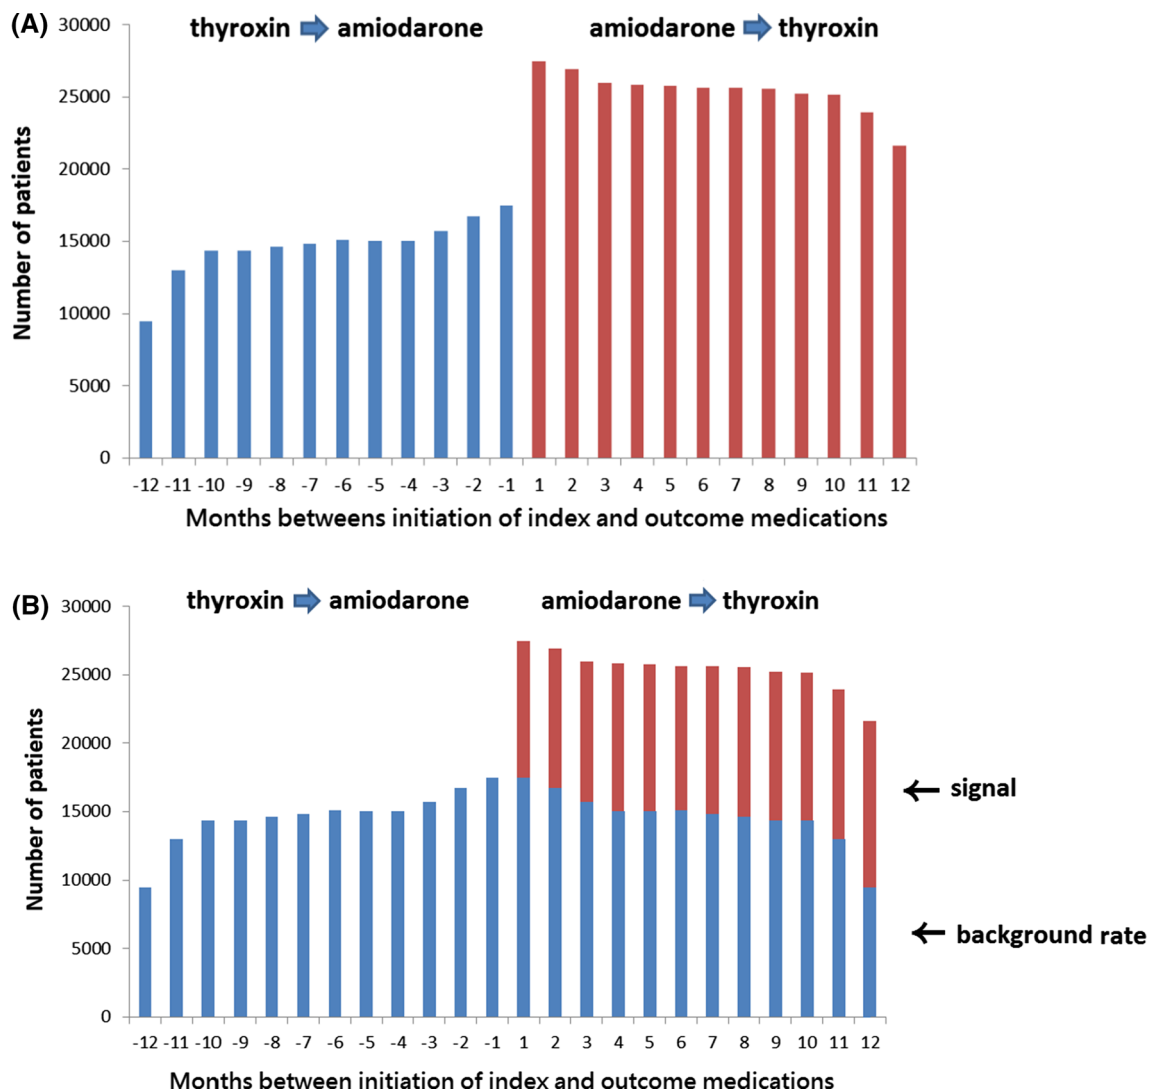 (A)
thyroxin amiodarone amiodarone thyroxin
Number of patients
30000
25000
20000
15000
10000
5000
0
-12 -11 -10 -9 -8 -7 -6 -5 -4 -3 -2 -1 1 2 3 4 5 6 7 8 9 10 11 12
Months betweens initiation of index and outcome medications
(B)
thyroxin amiodarone amiodarone thyroxin
Number of patients
30000
25000
20000
15000
10000
5000
0
signal
background rate
-12 -11 -10 -9 -8 -7 -6 -5 -4 -3 -2 -1 1 2 3 4 5 6 7 8 9 10 11 12
Months between initiation of index and outcome medications